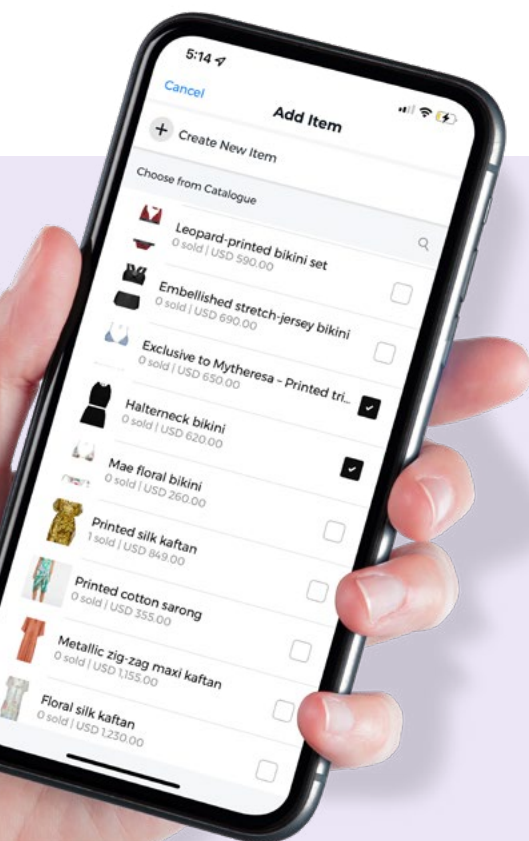 5:14
Cancel
Add Item
+ Create New Item
Choose from Catalogue
Leopard-printed bikini set
0 sold | USD 590.00
Embellished stretch-jersey bikini
0 sold | USD 690.00
Exclusive to Mytheresa - Printed tri...
0 sold | USD 650.00
Halterneck bikini
0 sold | USD 620.00
Mae floral bikini
0 sold | USD 260.00
Printed silk kaftan
1 sold | USD 849.00
Printed cotton sarong
0 sold | USD 355.00
Metallic zig-zag maxi kaftan
0 sold | USD 1,155.00
Floral silk kaftan
0 sold | USD 1,230.00